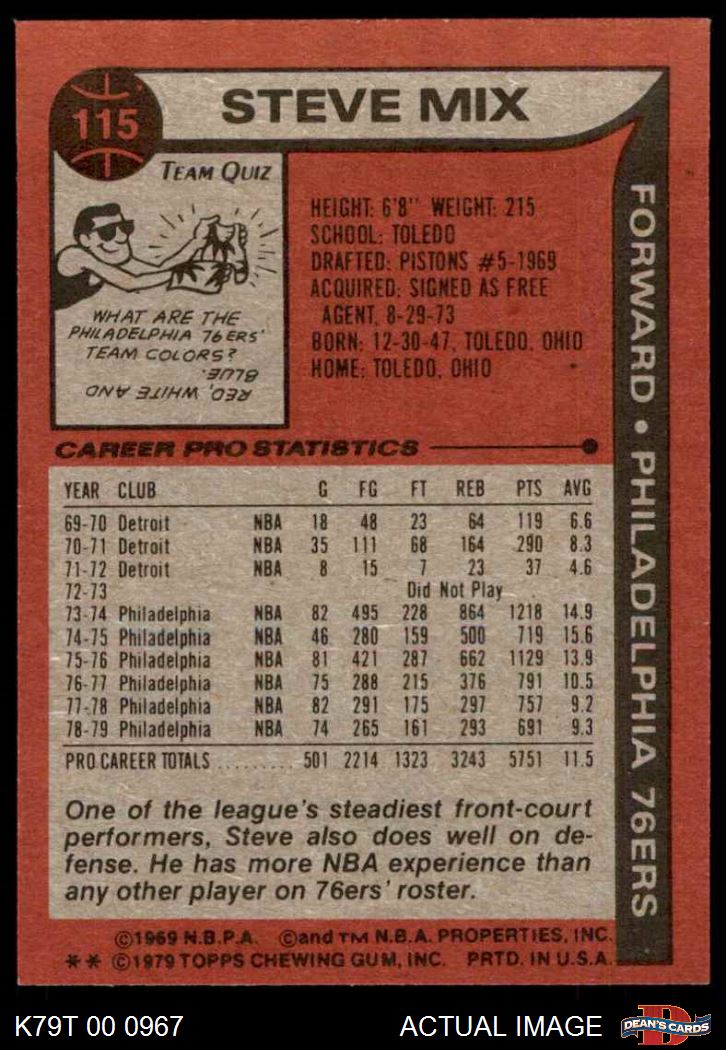 115
STEVE MIX
TEAM QUIZ
WHAT ARE THE
PHILADELPHIA 76ERS'
TEAM COLORS?
RED, WHITE AND
BLUE.
HEIGHT: 6'8" WEIGHT: 215
SCHOOL: TOLEDO
DRAFTED: PISTONS #5-1969
ACQUIRED: SIGNED AS FREE
AGENT, 8-29-73
BORN: 12-30-47, TOLEDO, OHIO
HOME: TOLEDO, OHIO
FORWARD • PHILADELPHIA 76ERS
CAREER PRO STATISTICS
YEAR CLUB G FG FT REB PTS AVG
69-70 Detroit NBA 18 48 23 64 119 6.6
70-71 Detroit NBA 35 111 68 164 290 8.3
71-72 Detroit NBA 8 15 7 23 37 4.6
72-73 Did Not Play
73-74 Philadelphia NBA 82 495 228 864 1218 14.9
74-75 Philadelphia NBA 46 280 159 500 719 15.6
75-76 Philadelphia NBA 81 421 287 662 1129 13.9
76-77 Philadelphia NBA 75 288 215 376 791 10.5
77-78 Philadelphia NBA 82 291 175 297 757 9.2
78-79 Philadelphia NBA 74 265 161 293 691 9.3
PRO CAREER TOTALS ......... 501 2214 1323 3243 5751 11.5
One of the league's steadiest front-court
performers, Steve also does well on de-
fense. He has more NBA experience than
any other player on 76ers' roster.
©1969 N.B.P.A. ©and TM N.B.A. PROPERTIES, INC.
** ©1979 TOPPS CHEWING GUM, INC. PRTD. IN U.S.A.
K79T 00 0967
ACTUAL IMAGE
D
DEAN'S CARDS